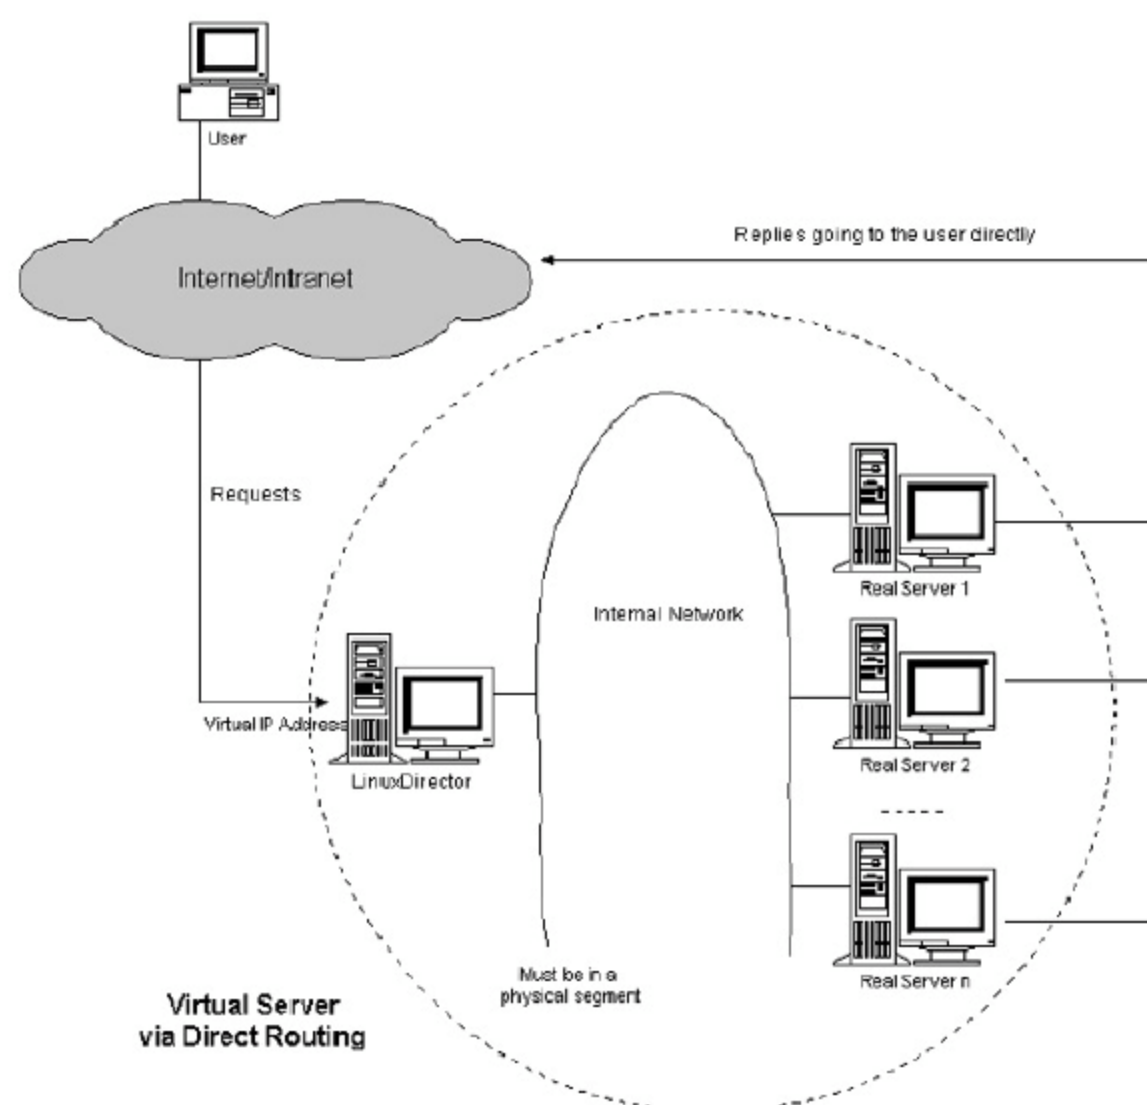 User
Replies going to the user directly
Internet/Intranet
Requests
Internal Network
Real Server 1
Virtual IP Address
LinuxDirector
Real Server 2
Must be in a
physical segment
Real Server n
Virtual Server
via Direct Routing